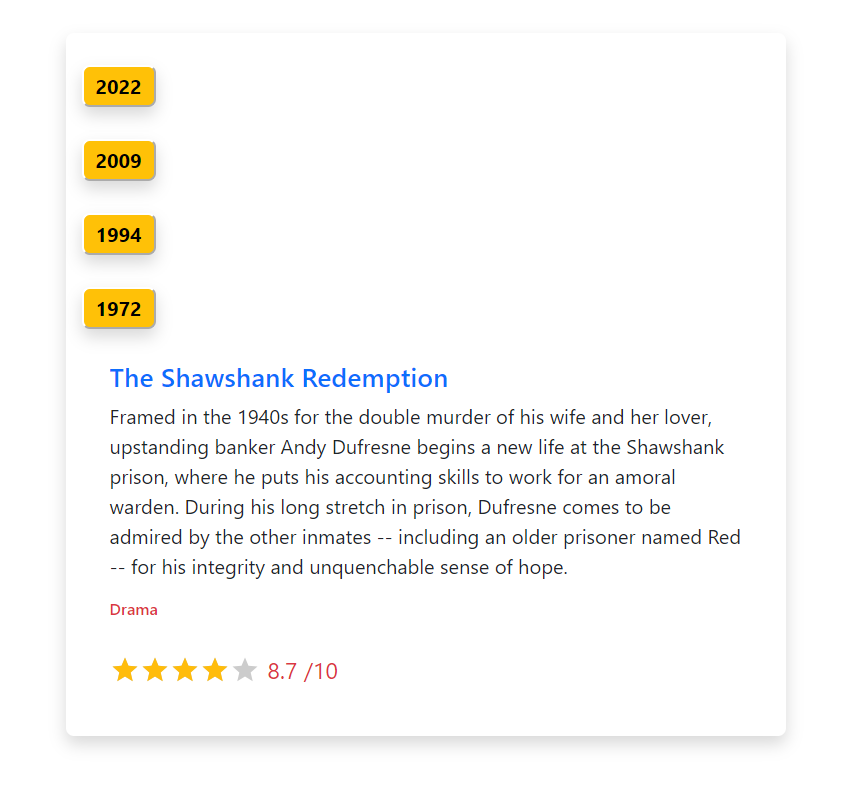 2022
2009
1994
1972
The Shawshank Redemption
Framed in the 1940s for the double murder of his wife and her lover,
upstanding banker Andy Dufresne begins a new life at the Shawshank
prison, where he puts his accounting skills to work for an amoral
warden. During his long stretch in prison, Dufresne comes to be
admired by the other inmates -- including an older prisoner named Red
-- for his integrity and unquenchable sense of hope.
Drama
8.7 /10